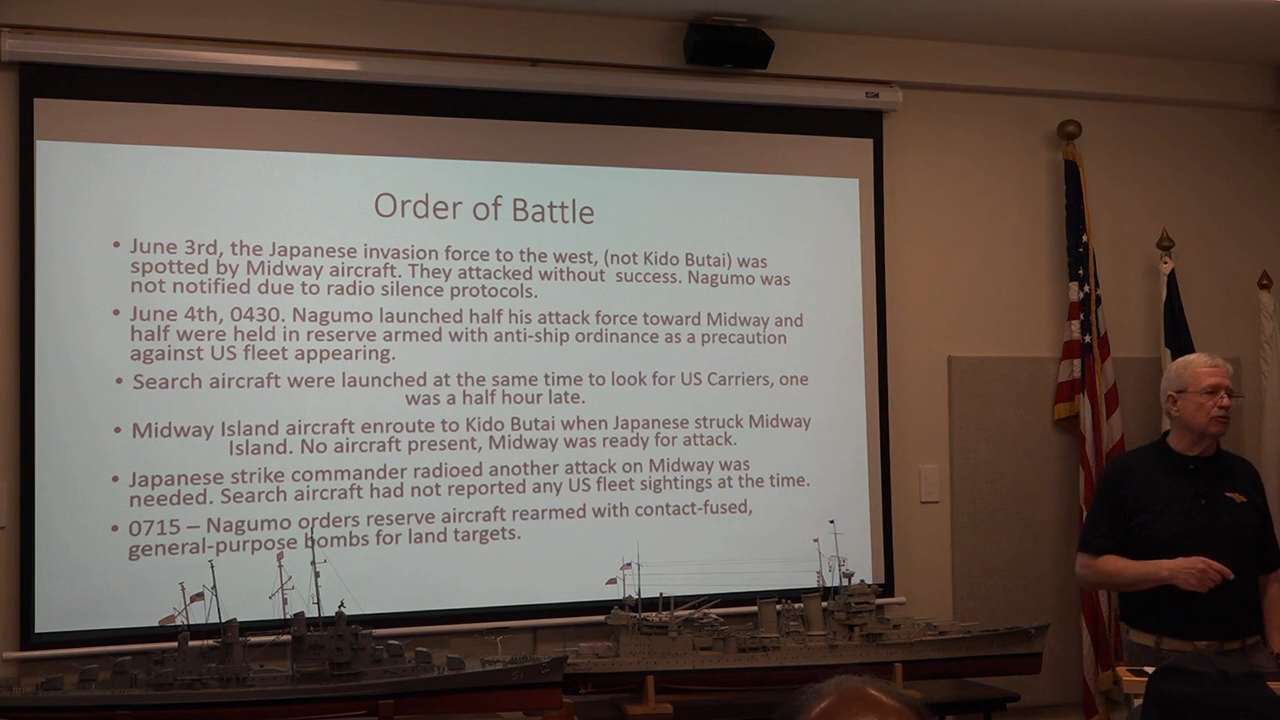 Order of Battle
• June 3rd, the Japanese invasion force to the west, (not Kido Butai) was
spotted by Midway aircraft. They attacked without success. Nagumo was
not notified due to radio silence protocols.
• June 4th, 0430. Nagumo launched half his attack force toward Midway and
half were held in reserve armed with anti-ship ordinance as a precaution
against US fleet appearing.
• Search aircraft were launched at the same time to look for US Carriers, one
was a half hour late.
• Midway Island aircraft enroute to Kido Butai when Japanese struck Midway
Island. No aircraft present, Midway was ready for attack.
• Japanese strike commander radioed another attack on Midway was
needed. Search aircraft had not reported any US fleet sightings at the time.
• 0715 – Nagumo orders reserve aircraft rearmed with contact-fused,
general-purpose bombs for land targets.